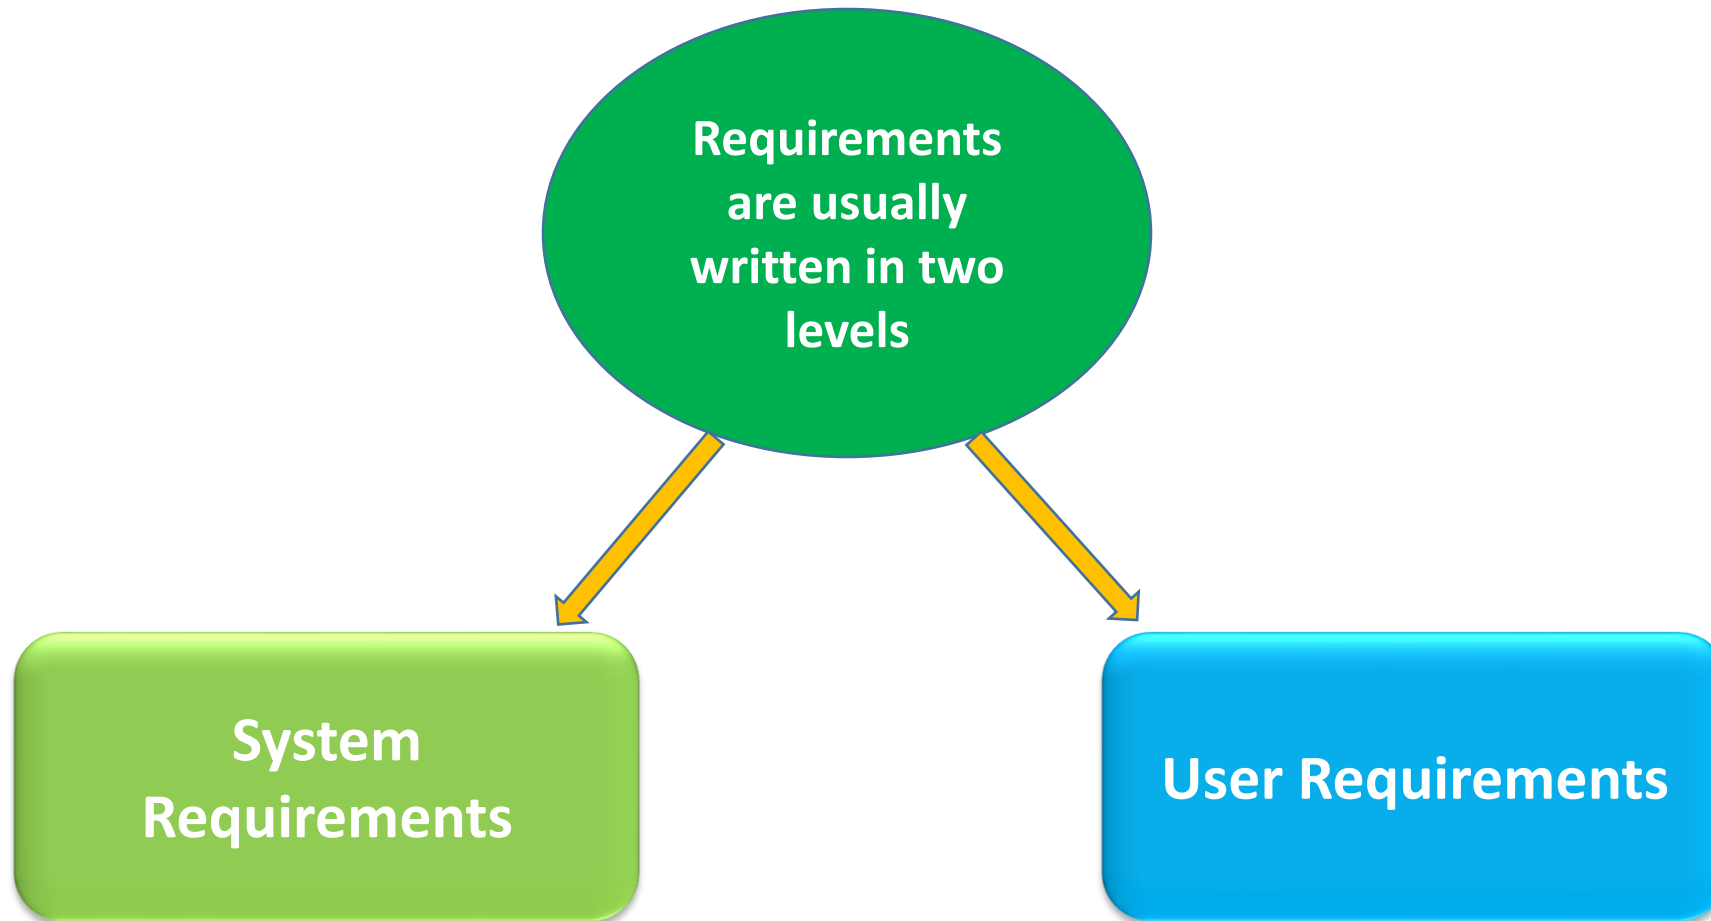 Requirements
are usually
written in two
levels
System
Requirements
User Requirements